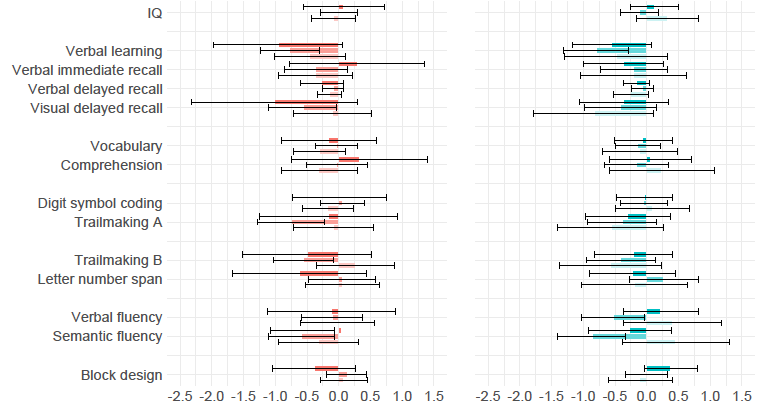 IQ
Verbal learning
Verbal immediate recall
Verbal delayed recall
Visual delayed recall
Vocabulary
Comprehension
Digit symbol coding
Trailmaking A
Trailmaking B
Letter number span
Verbal fluency
Semantic fluency
Block design
-2.5 -2.0 -1.5 -1.0 -0.5 0.0 0.5 1.0 1.5 -2.5 -2.0 -1.5 -1.0 -0.5 0.0 0.5 1.0 1.5